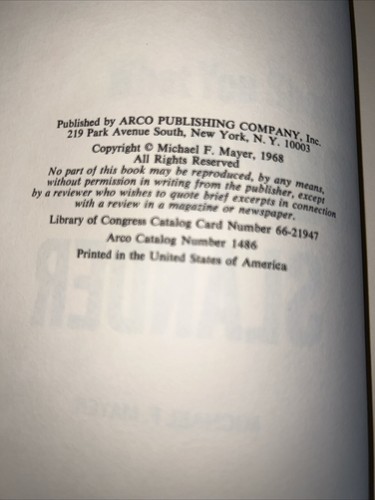 Published by ARCO PUBLISHING COMPANY, Inc.
219 Park Avenue South, New York, N. Y. 10003
Copyright © Michael F. Mayer, 1968
All Rights Reserved
No part of this book may be reproduced, by any means,
without permission in writing from the publisher, except
by a reviewer who wishes to quote brief excerpts in connection
with a review in a magazine or newspaper.
Library of Congress Catalog Card Number 66-21947
Arco Catalog Number 1486
Printed in the United States of America
SLANDER
MICHAEL F. MAYER